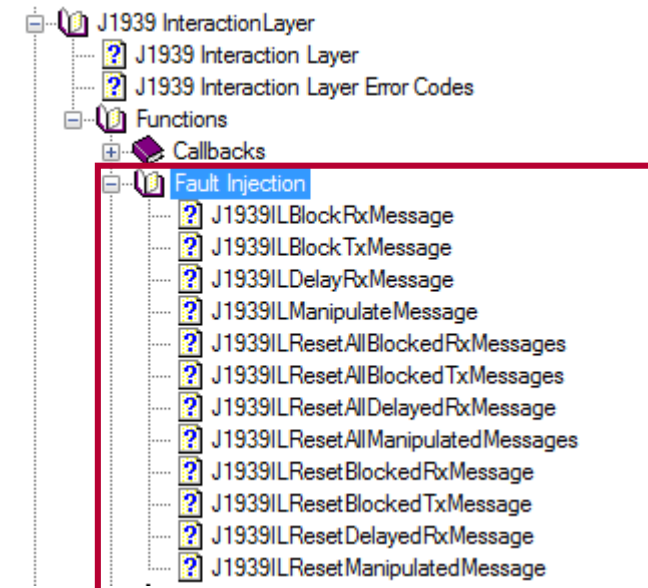 J1939 InteractionLayer
J1939 Interaction Layer
J1939 Interaction Layer Error Codes
Functions
Callbacks
Fault Injection
J1939ILBlockRxMessage
J1939ILBlockTxMessage
J1939ILDelayRxMessage
J1939ILManipulateMessage
J1939ILResetAllBlockedRxMessages
J1939ILResetAllBlockedTxMessages
J1939ILResetAllDelayedRxMessage
J1939ILResetAllManipulatedMessages
J1939ILResetBlockedRxMessage
J1939ILResetBlockedTxMessage
J1939ILResetDelayedRxMessage
J1939ILResetManipulatedMessage